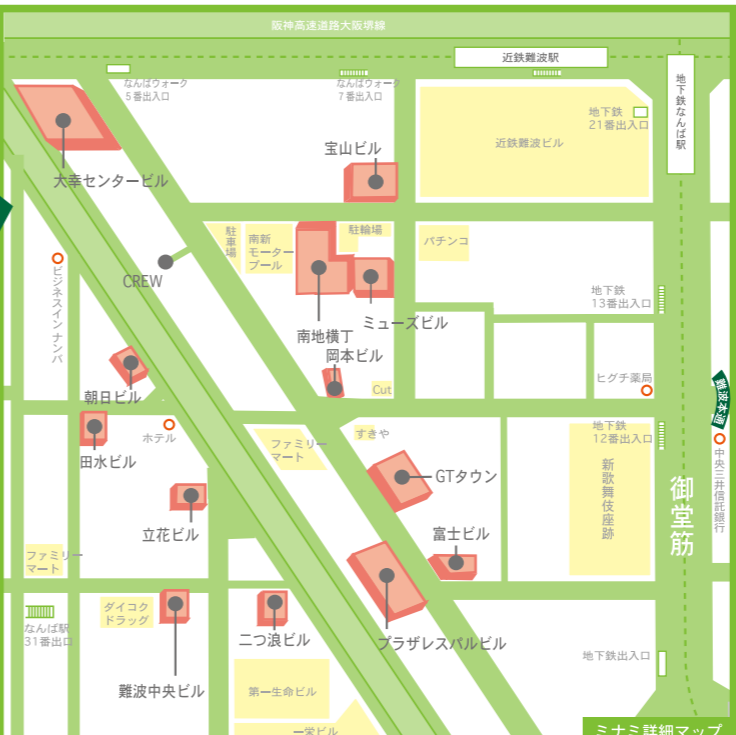 阪神高速道路大阪堺線
近鉄難波駅
地下鉄なんば駅
なんばウォーク
5番出入口
なんばウォーク
7番出入口
地下鉄
21番出入口
近鉄難波ビル
宝山ビル
大幸センタービル
駐車場
南新
モーター
プール
駐輪場
パチンコ
CREW
ビジネスインナンバ
地下鉄
13番出入口
ミューズビル
南地横丁
岡本ビル
朝日ビル
Cut
ヒグチ薬局
難波本通
ホテル
すきや
地下鉄
12番出入口
中央三井信託銀行
ファミリー
マート
田水ビル
GTタウン
新歌舞伎座跡
御堂筋
立花ビル
富士ビル
ファミリー
マート
ダイコク
ドラッグ
なんば駅
31番出口
二つ浪ビル
プラザレスパルビル
地下鉄出入口
難波中央ビル
第一生命ビル
一栄ビル
ミナミ詳細マップ